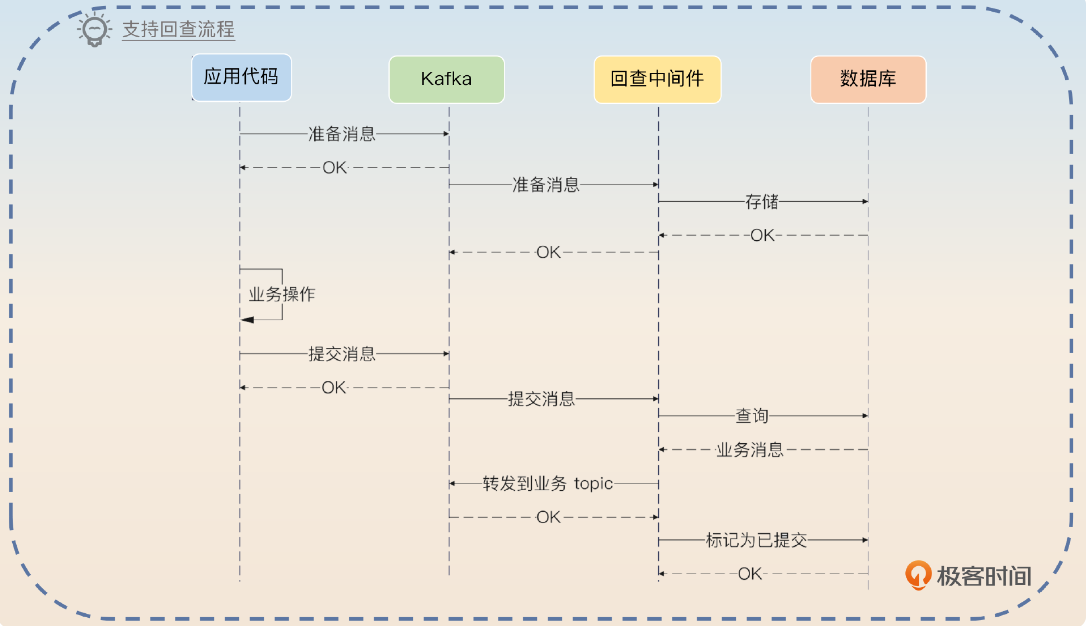 支持回查流程
应用代码
Kafka
回查中间件
数据库
准备消息
OK
准备消息
存储
OK
OK
业务操作
提交消息
OK
提交消息
查询
业务消息
转发到业务 topic
OK
标记为已提交
OK
极客时间